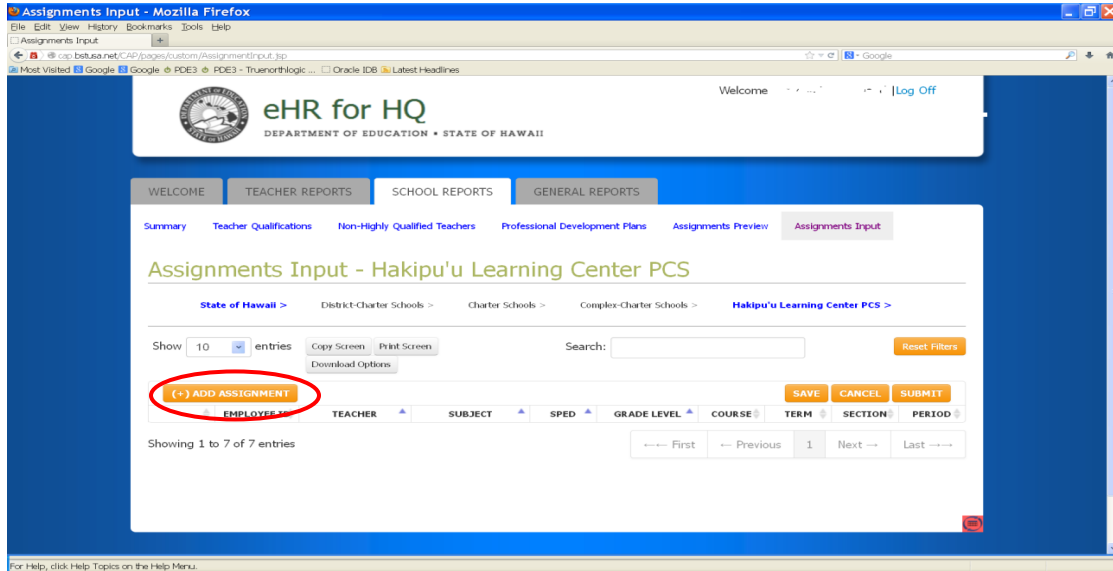 Assignments Input - Mozilla Firefox
File Edit View History Bookmarks Tools Help
Assignments Input +
cap.bstusa.net/CAP/pages/custom/AssignmentInput.jsp Google
Most Visited Google Google PDE3 PDE3 - Truenorthlogic ... Oracle IDB Latest Headlines
Welcome |Log Off
eHR for HQ
DEPARTMENT OF EDUCATION • STATE OF HAWAII
WELCOME TEACHER REPORTS SCHOOL REPORTS GENERAL REPORTS
Summary Teacher Qualifications Non-Highly Qualified Teachers Professional Development Plans Assignments Preview Assignments Input
Assignments Input - Hakipu'u Learning Center PCS
State of Hawaii > District-Charter Schools > Charter Schools > Complex-Charter Schools > Hakipu'u Learning Center PCS >
Show 10 entries Copy Screen Print Screen Search: Reset Filters
Download Options
(+) ADD ASSIGNMENT SAVE CANCEL SUBMIT
EMPLOYEE ID TEACHER SUBJECT SPED GRADE LEVEL COURSE TERM SECTION PERIOD
Showing 1 to 7 of 7 entries ←← First ← Previous 1 Next → Last →→
For Help, click Help Topics on the Help Menu.